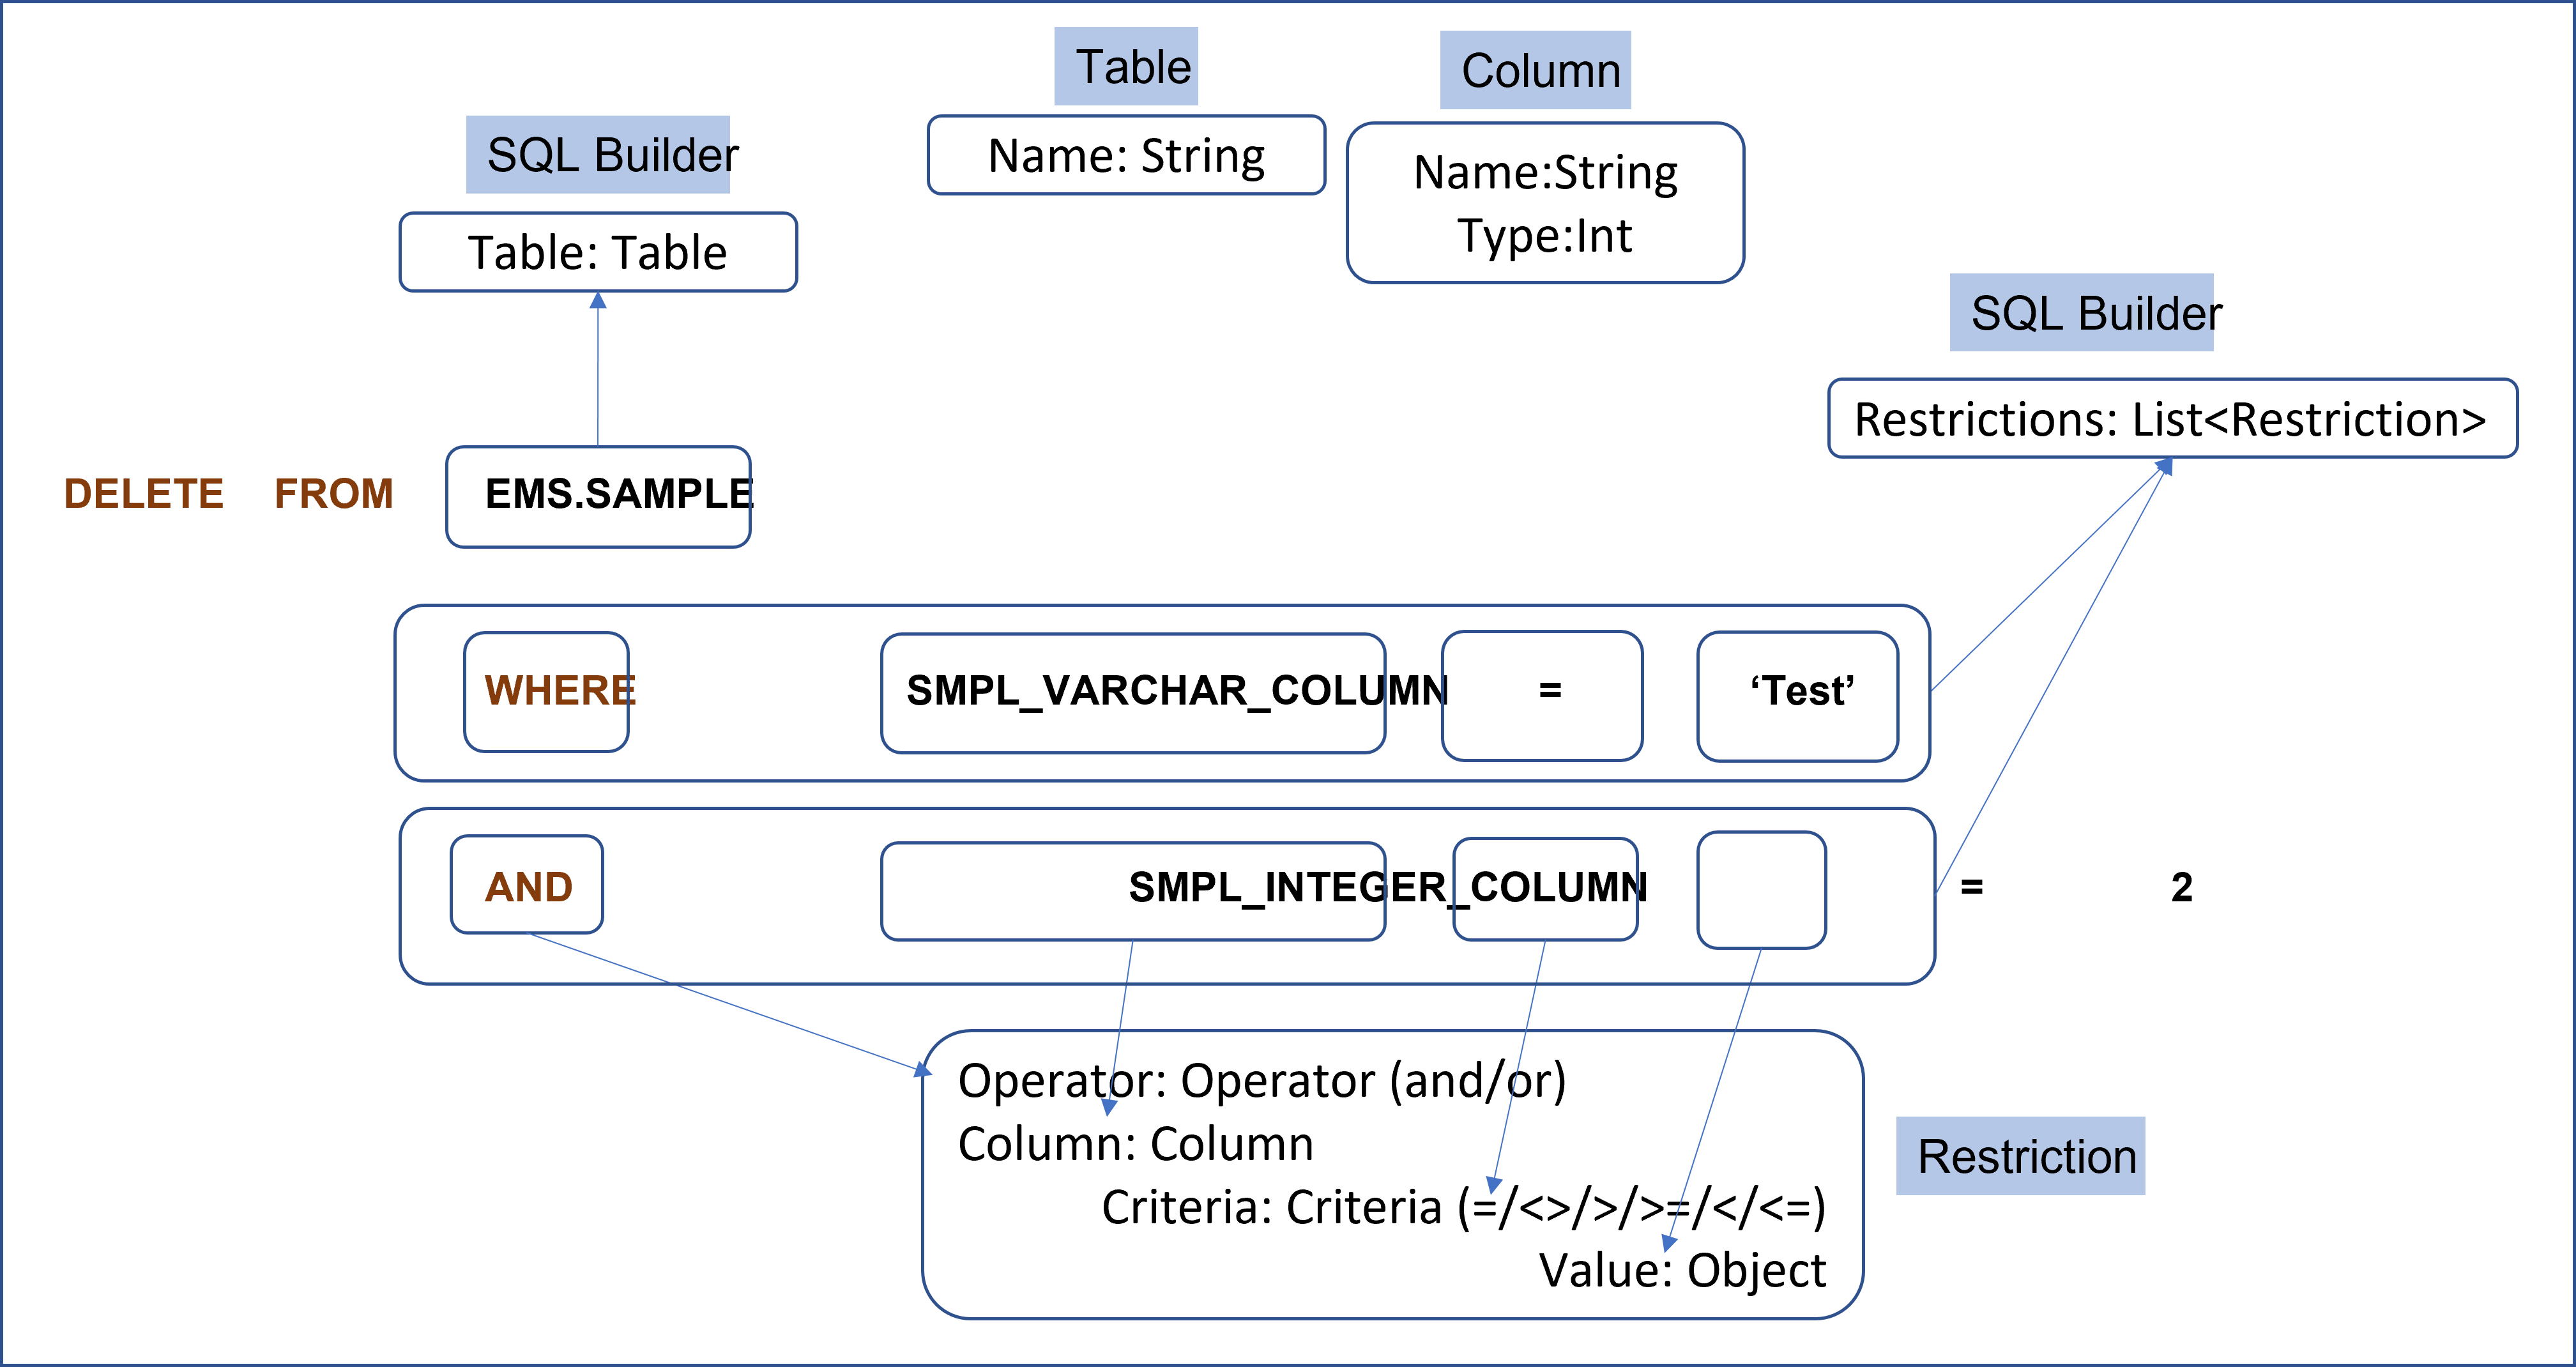 Table
Column
SQL Builder
Name: String
Name:String
Type:Int
Table: Table
SQL Builder
Restrictions: List<Restriction>
DELETE FROM EMS.SAMPLE
WHERE SMPL_VARCHAR_COLUMN = ‘Test’
AND SMPL_INTEGER_COLUMN = 2
Operator: Operator (and/or)
Column: Column
Criteria: Criteria (=/<>/>/>=/</<=)
Value: Object
Restriction